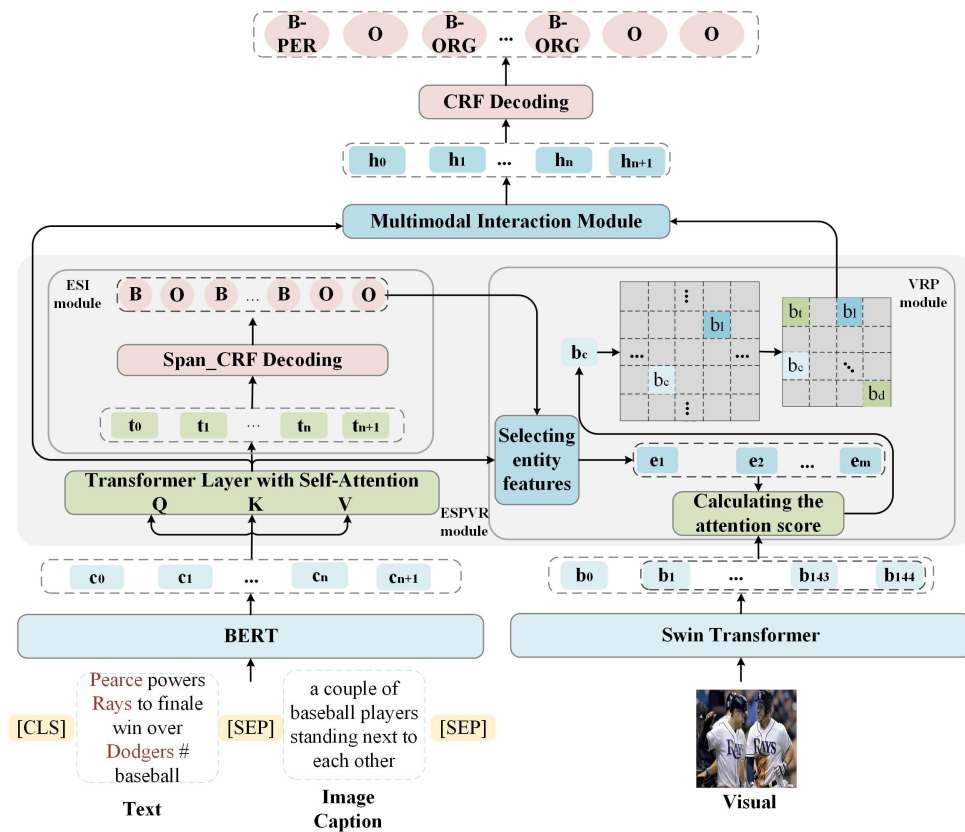 B-PER O B-ORG ... B-ORG O O
CRF Decoding
h0 h1 ... hn hn+1
Multimodal Interaction Module
ESI module
B O B ... B O O
Span_CRF Decoding
t0 t1 ... tn tn+1
Transformer Layer with Self-Attention
Q K V
ESPVR module
VRP module
bc
... bl ... ... bc ...
bt bl
bc ...
bd
Selecting entity features
e1 e2 ... em
Calculating the attention score
c0 c1 ... cn cn+1
BERT
b0 b1 ... b143 b144
Swin Transformer
[CLS]
Pearce powers
Rays to finale
win over
Dodgers #
baseball
[SEP]
a couple of
baseball players
standing next to
each other
[SEP]
Text
Image
Caption
RAYS
RAYS
Visual